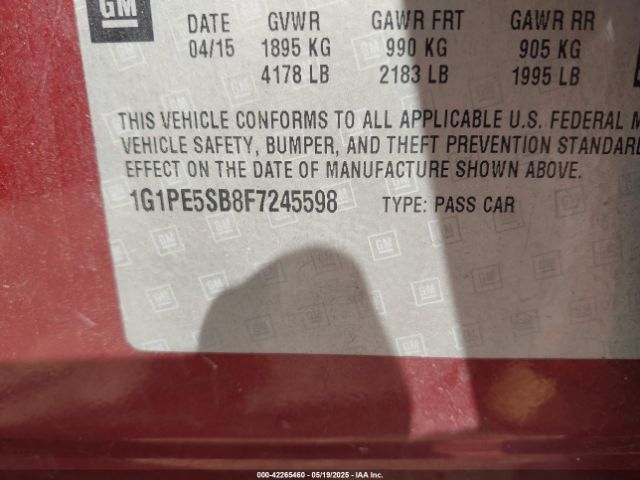 GM
DATE GVWR GAWR FRT GAWR RR
04/15 1895 KG 990 KG 905 KG
4178 LB 2183 LB 1995 LB
THIS VEHICLE CONFORMS TO ALL APPLICABLE U.S. FEDERAL M
VEHICLE SAFETY, BUMPER, AND THEFT PREVENTION STANDARD
EFFECT ON THE DATE OF MANUFACTURE SHOWN ABOVE.
1G1PE5SB8F7245598 TYPE: PASS CAR
000-42265460 - 05/19/2025 - IAA Inc.